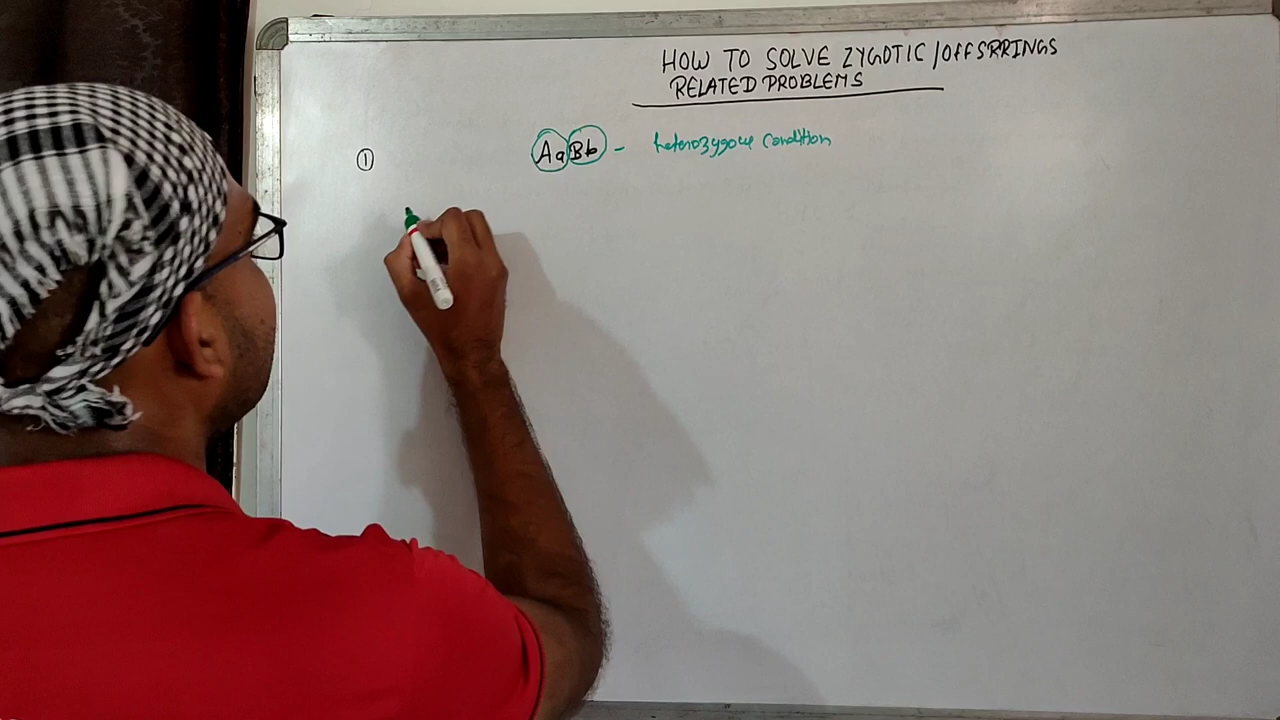 HOW TO SOLVE ZYGOTIC/OFFSRRINGS
RELATED PROBLEMS
① AaBb - heterozygous condition